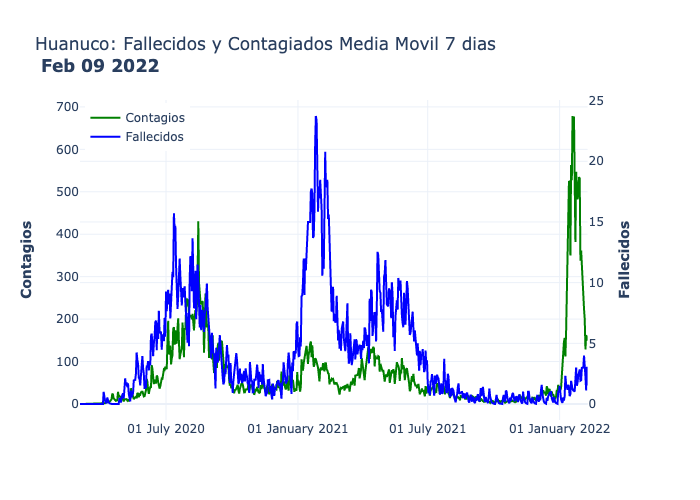 Huanuco: Fallecidos y Contagiados Media Movil 7 dias
Feb 09 2022
Contagios
Fallecidos
700
600
500
400
300
200
100
0
25
20
15
10
5
0
Contagios
Fallecidos
01 July 2020
01 January 2021
01 July 2021
01 January 2022